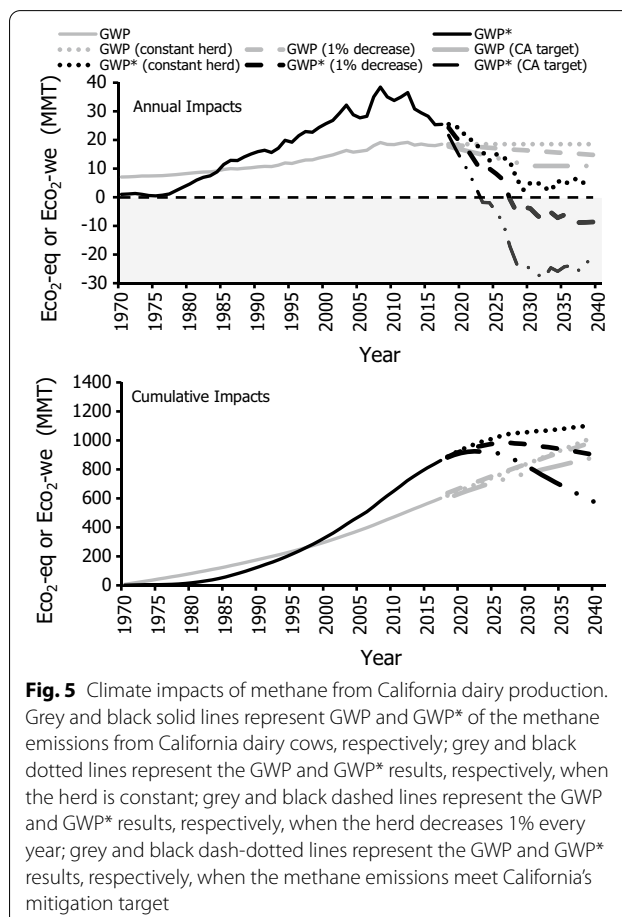 GWP GWP*
GWP (constant herd) GWP (1% decrease) GWP (CA target)
GWP* (constant herd) GWP* (1% decrease) GWP* (CA target)
Annual Impacts
Eco₂-eq or Eco₂-we (MMT)
40
30
20
10
0
-10
-20
-30
1970 1975 1980 1985 1990 1995 2000 2005 2010 2015 2020 2025 2030 2035 2040
Year
Cumulative Impacts
Eco₂-eq or Eco₂-we (MMT)
1400
1200
1000
800
600
400
200
0
1970 1975 1980 1985 1990 1995 2000 2005 2010 2015 2020 2025 2030 2035 2040
Year
Fig. 5 Climate impacts of methane from California dairy production.
Grey and black solid lines represent GWP and GWP* of the methane
emissions from California dairy cows, respectively; grey and black
dotted lines represent the GWP and GWP* results, respectively, when
the herd is constant; grey and black dashed lines represent the GWP
and GWP* results, respectively, when the herd decreases 1% every
year; grey and black dash-dotted lines represent the GWP and GWP*
results, respectively, when the methane emissions meet California's
mitigation target